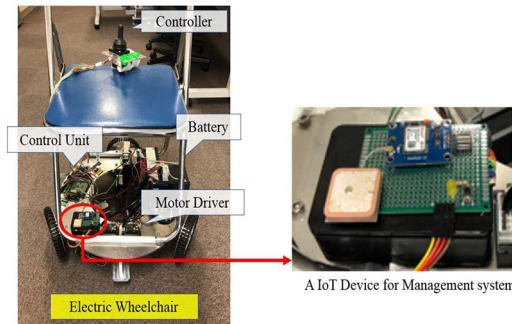 Controller
Battery
Control Unit
Motor Driver
Electric Wheelchair
A IoT Device for Management system